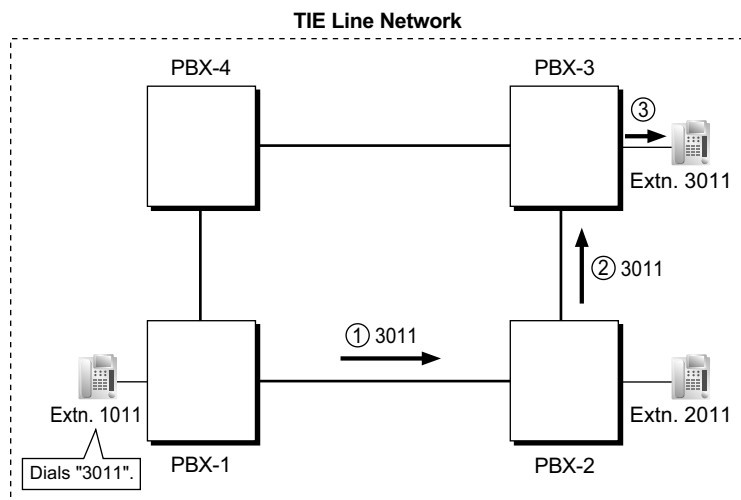 TIE Line Network
PBX-4
PBX-3
③
Extn. 3011
② 3011
① 3011
Extn. 1011
Extn. 2011
Dials "3011".
PBX-1
PBX-2